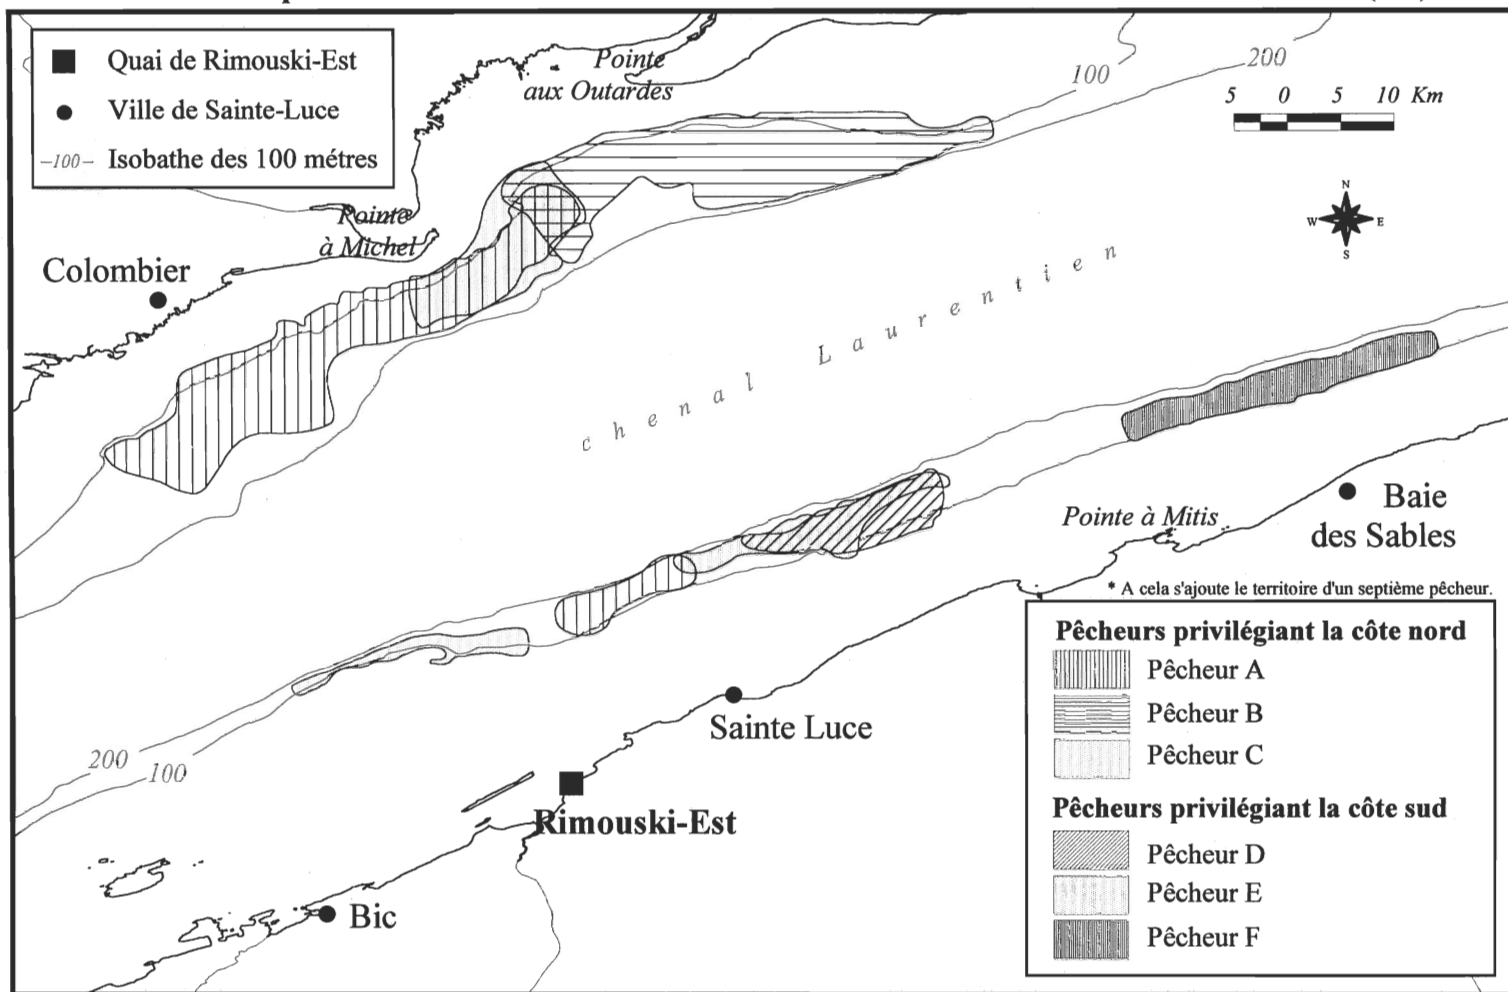 Quai de Rimouski-Est
Ville de Sainte-Luce
–100– Isobathe des 100 métres
Pointe
aux Outardes
100
200
5 0 5 10 Km
N
W E
S
Pointe
à Michel
Colombier
chenal Laurentien
Pointe à Mitis
Baie
des Sables
* A cela s'ajoute le territoire d'un septième pêcheur.
Pêcheurs privilégiant la côte nord
Pêcheur A
Pêcheur B
Pêcheur C
Pêcheurs privilégiant la côte sud
Pêcheur D
Pêcheur E
Pêcheur F
Sainte Luce
200
100
Rimouski-Est
Bic